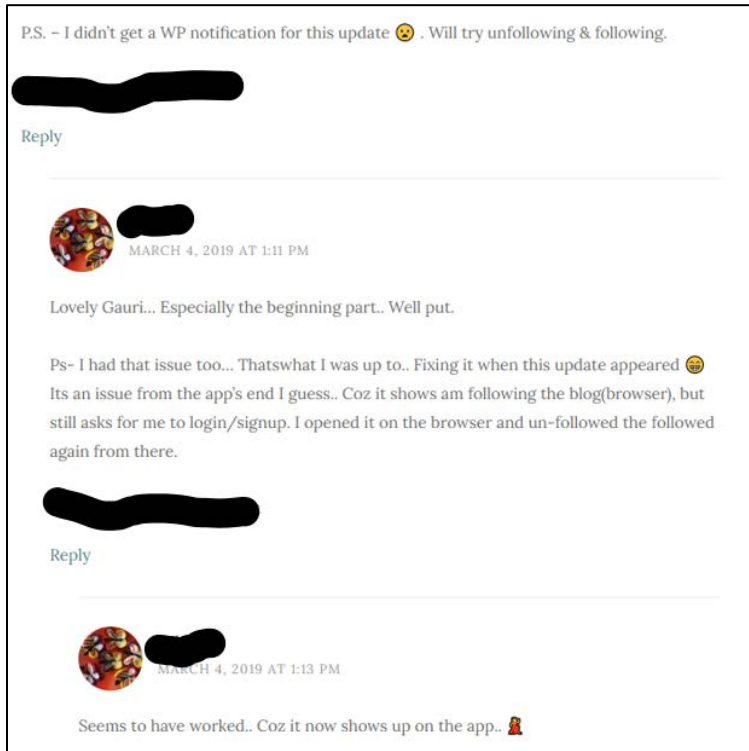 P.S. – I didn't get a WP notification for this update 😮 . Will try unfollowing & following.
Reply
MARCH 4, 2019 AT 1:11 PM
Lovely Gauri... Especially the beginning part.. Well put.
Ps- I had that issue too... Thatswhat I was up to.. Fixing it when this update appeared 😁
Its an issue from the app's end I guess.. Coz it shows am following the blog(browser), but
still asks for me to login/signup. I opened it on the browser and un-followed the followed
again from there.
Reply
MARCH 4, 2019 AT 1:13 PM
Seems to have worked.. Coz it now shows up on the app.. 💃